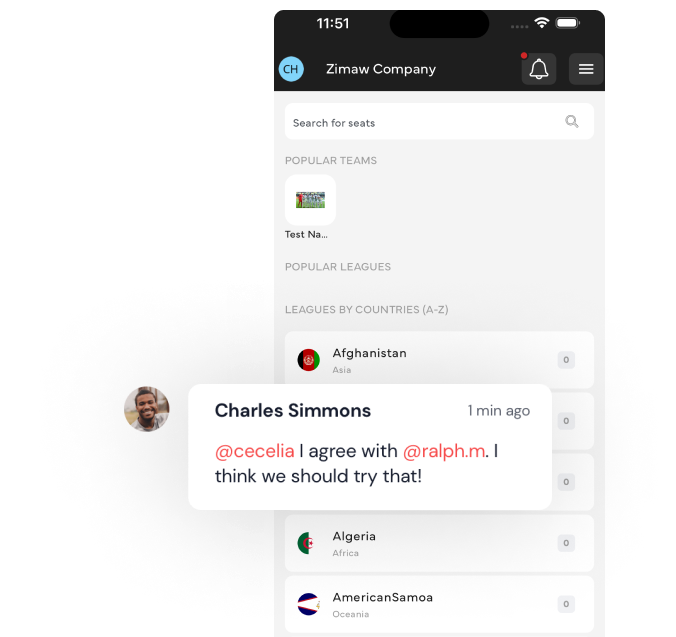 11:51
CH
Zimaw Company
Search for seats
POPULAR TEAMS
Test Na...
POPULAR LEAGUES
LEAGUES BY COUNTRIES (A-Z)
Afghanistan
Asia
0
0
Charles Simmons
1 min ago
@cecelia I agree with @ralph.m. I
think we should try that!
0
Algeria
Africa
0
AmericanSamoa
Oceania
0